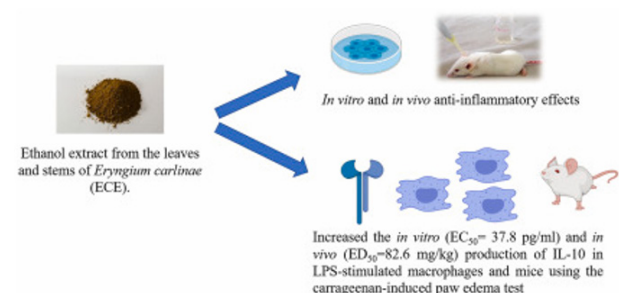 In vitro and in vivo anti-inflammatory effects
Ethanol extract from the leaves
and stems of Eryngium carlinae
(ECE).
Increased the in vitro (EC50= 37.8 pg/ml) and in
vivo (ED50=82.6 mg/kg) production of IL-10 in
LPS-stimulated macrophages and mice using the
carrageenan-induced paw edema test